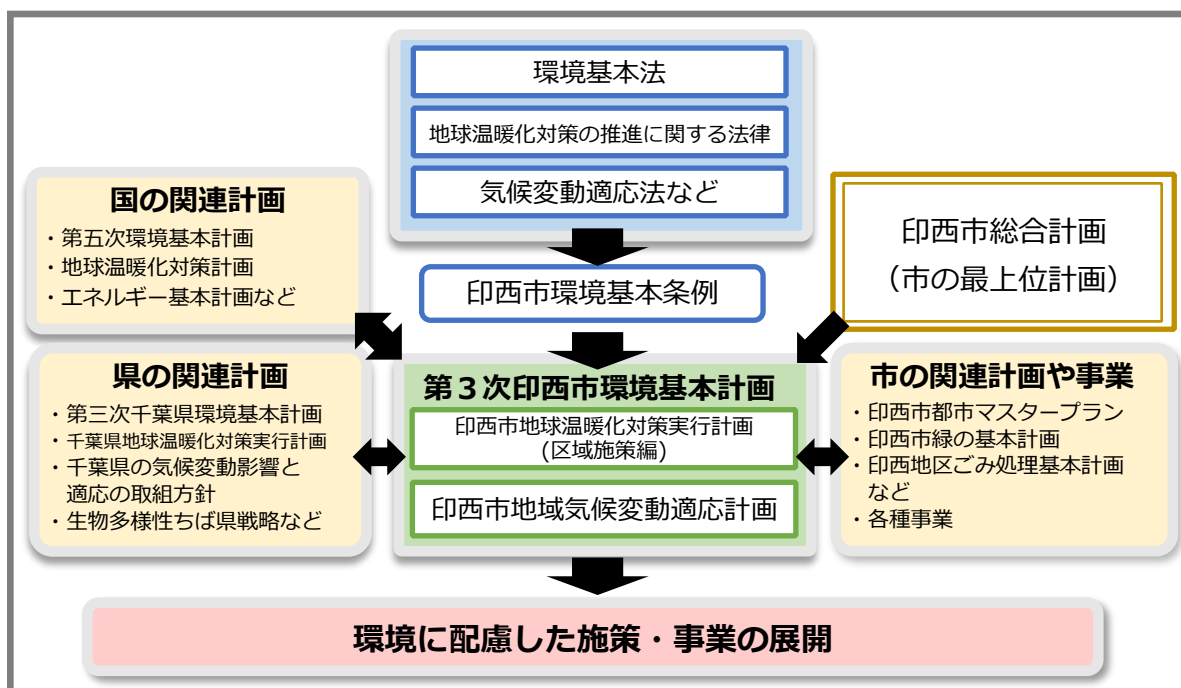 環境基本法
地球温暖化対策の推進に関する法律
気候変動適応法など
国の関連計画
・第五次環境基本計画
・地球温暖化対策計画
・エネルギー基本計画など
印西市総合計画
（市の最上位計画）
印西市環境基本条例
県の関連計画
・第三次千葉県環境基本計画
・千葉県地球温暖化対策実行計画
・千葉県の気候変動影響と
適応の取組方針
・生物多様性ちば県戦略など
第３次印西市環境基本計画
印西市地球温暖化対策実行計画
(区域施策編)
印西市地域気候変動適応計画
市の関連計画や事業
・印西市都市マスタープラン
・印西市緑の基本計画
・印西地区ごみ処理基本計画
など
・各種事業
環境に配慮した施策・事業の展開